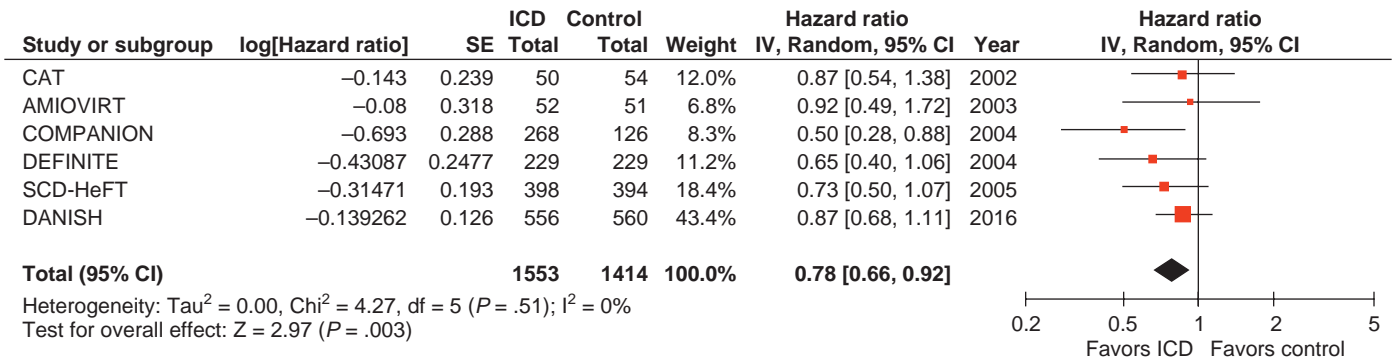 ICD Control Hazard ratio Hazard ratio
Study or subgroup log[Hazard ratio] SE Total Total Weight IV, Random, 95% CI Year IV, Random, 95% CI
CAT –0.143 0.239 50 54 12.0% 0.87 [0.54, 1.38] 2002
AMIOVIRT –0.08 0.318 52 51 6.8% 0.92 [0.49, 1.72] 2003
COMPANION –0.693 0.288 268 126 8.3% 0.50 [0.28, 0.88] 2004
DEFINITE –0.43087 0.2477 229 229 11.2% 0.65 [0.40, 1.06] 2004
SCD-HeFT –0.31471 0.193 398 394 18.4% 0.73 [0.50, 1.07] 2005
DANISH –0.139262 0.126 556 560 43.4% 0.87 [0.68, 1.11] 2016
Total (95% CI) 1553 1414 100.0% 0.78 [0.66, 0.92]
Heterogeneity: Tau² = 0.00, Chi² = 4.27, df = 5 (P = .51); I² = 0%
Test for overall effect: Z = 2.97 (P = .003)
0.2 0.5 1 2 5
Favors ICD Favors control